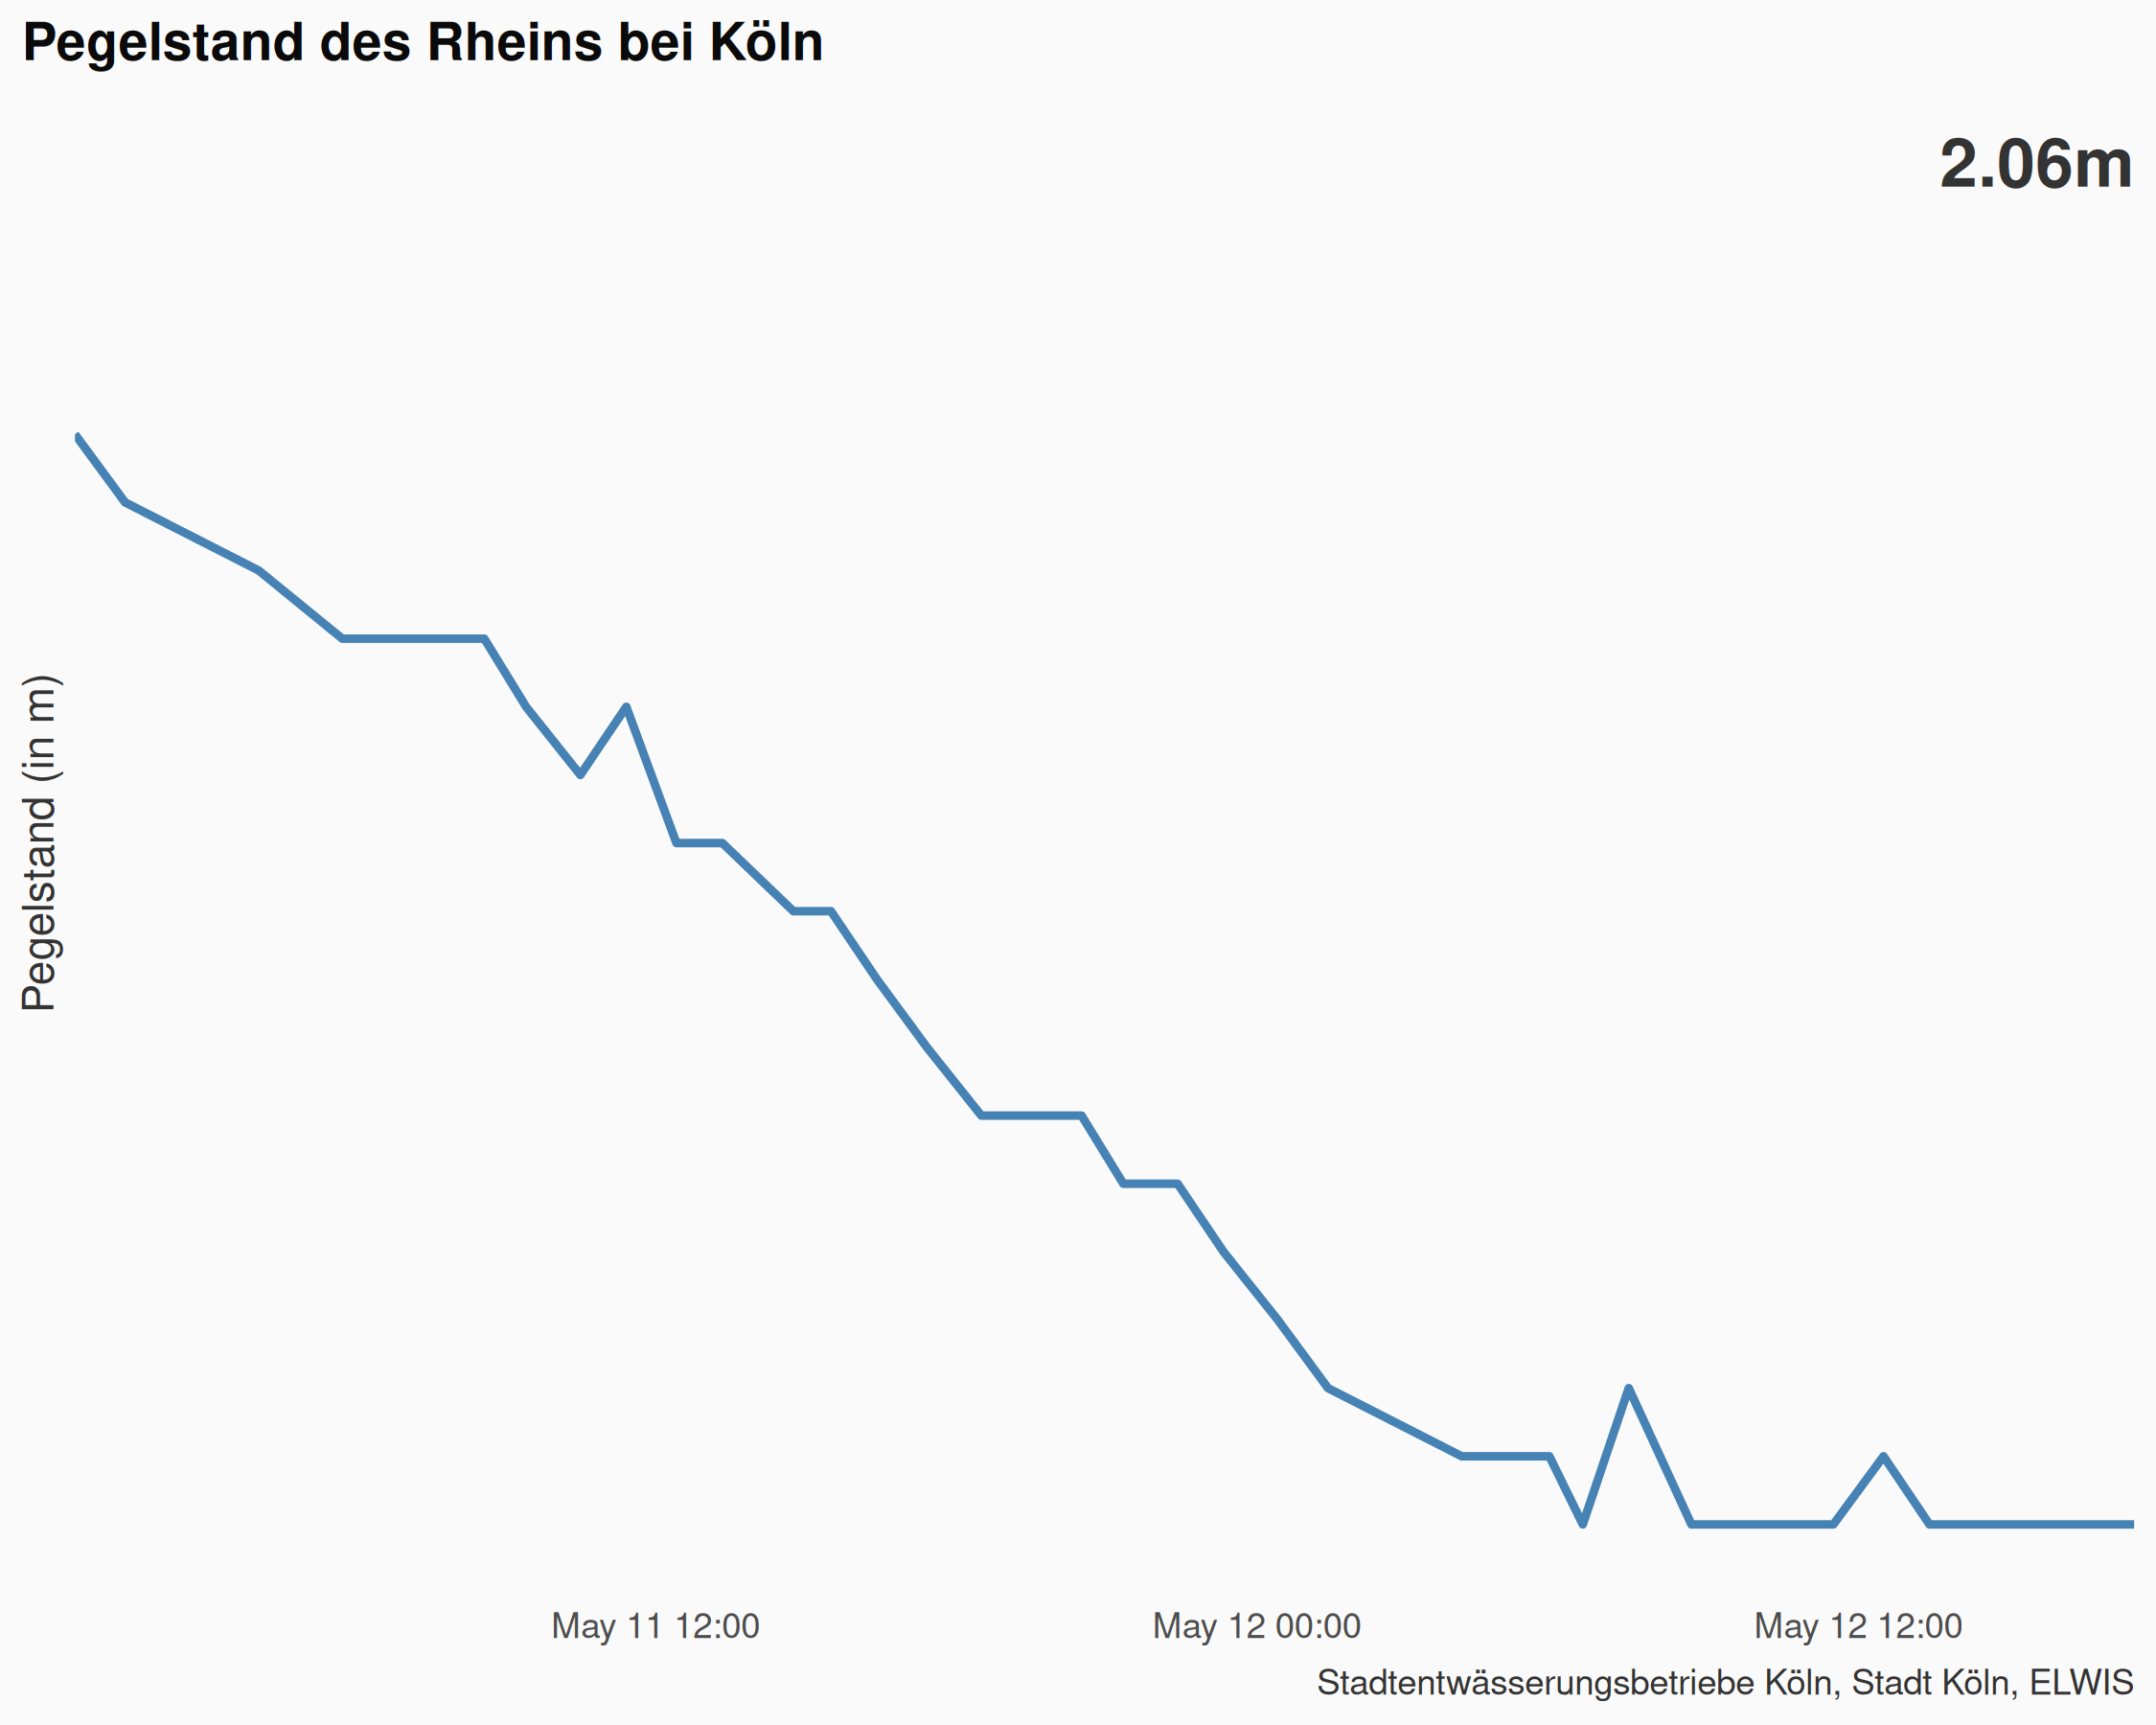 Pegelstand des Rheins bei Köln
2.06m
Pegelstand (in m)
May 11 12:00
May 12 00:00
May 12 12:00
Stadtentwässerungsbetriebe Köln, Stadt Köln, ELWIS